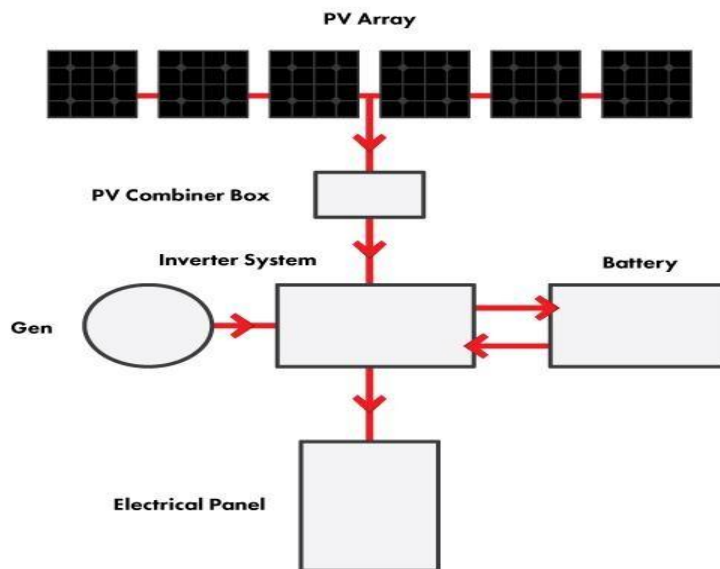 PV Array
PV Combiner Box
Inverter System
Battery
Gen
Electrical Panel